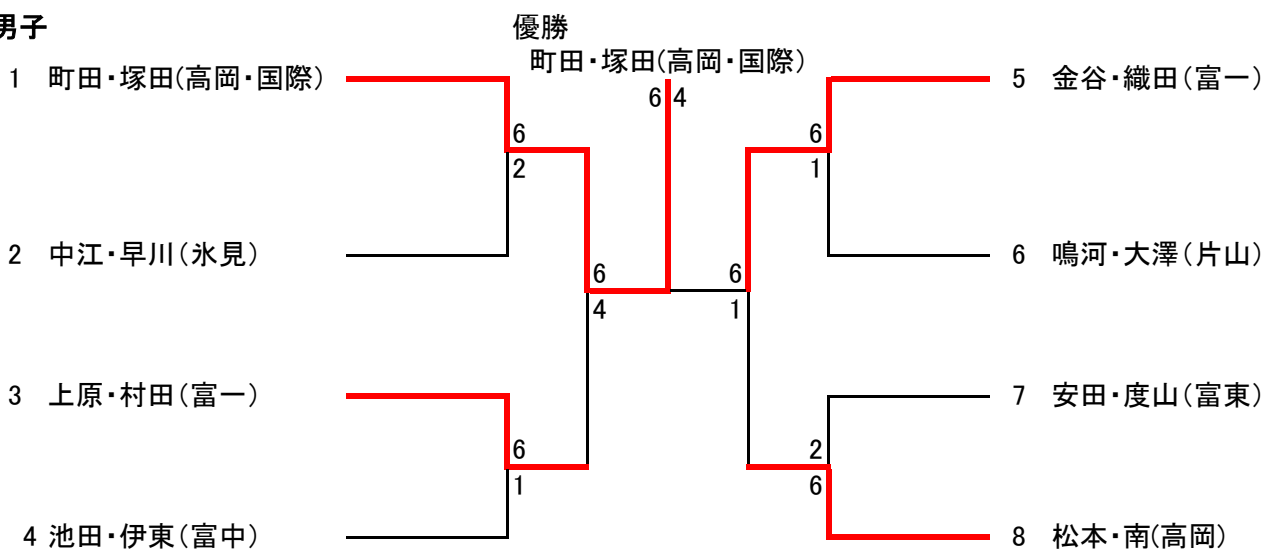 男子
優勝
町田・塚田(高岡・国際)
6 4
1 町田・塚田(高岡・国際)
6
2
2 中江・早川(氷見)
6
4
3 上原・村田(富一)
6
1
4 池田・伊東(富中)
5 金谷・織田(富一)
6
1
6 鳴河・大澤(片山)
6
1
7 安田・度山(富東)
2
6
8 松本・南(高岡)